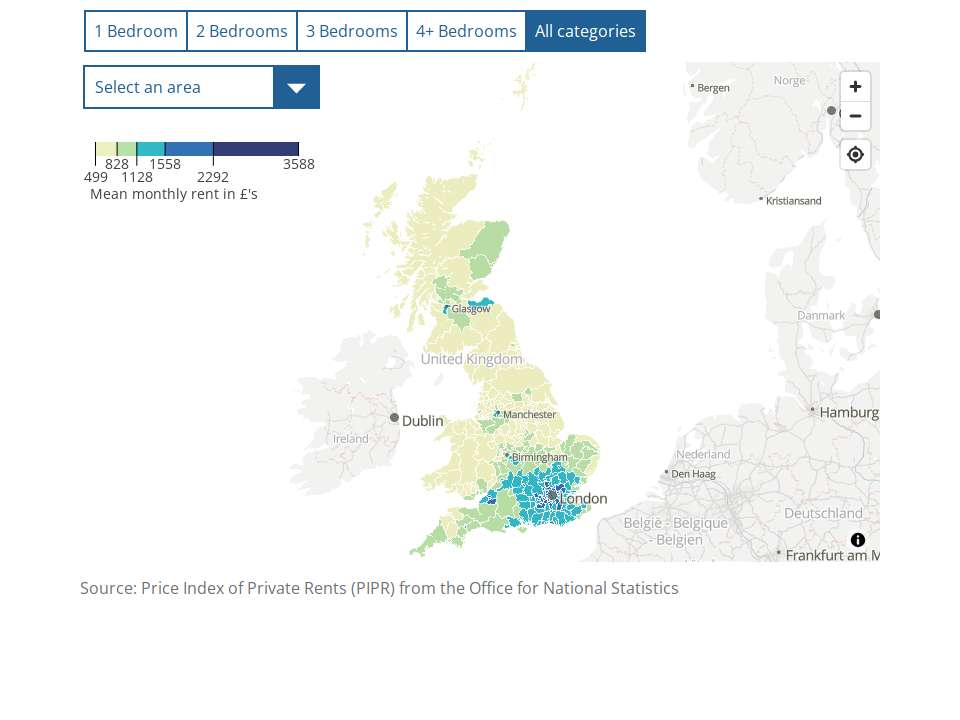 1 Bedroom
2 Bedrooms
3 Bedrooms
4+ Bedrooms
All categories
Select an area
828 1558 3588
499 1128 2292
Mean monthly rent in £'s
Norge
Bergen
Kristiansand
Glasgow
Danmark
United Kingdom
Dublin
Manchester
Hamburg
Ireland
Birmingham
Nederland
Den Haag
London
België - Belgique
- Belgien
Deutschland
Frankfurt am M
Source: Price Index of Private Rents (PIPR) from the Office for National Statistics